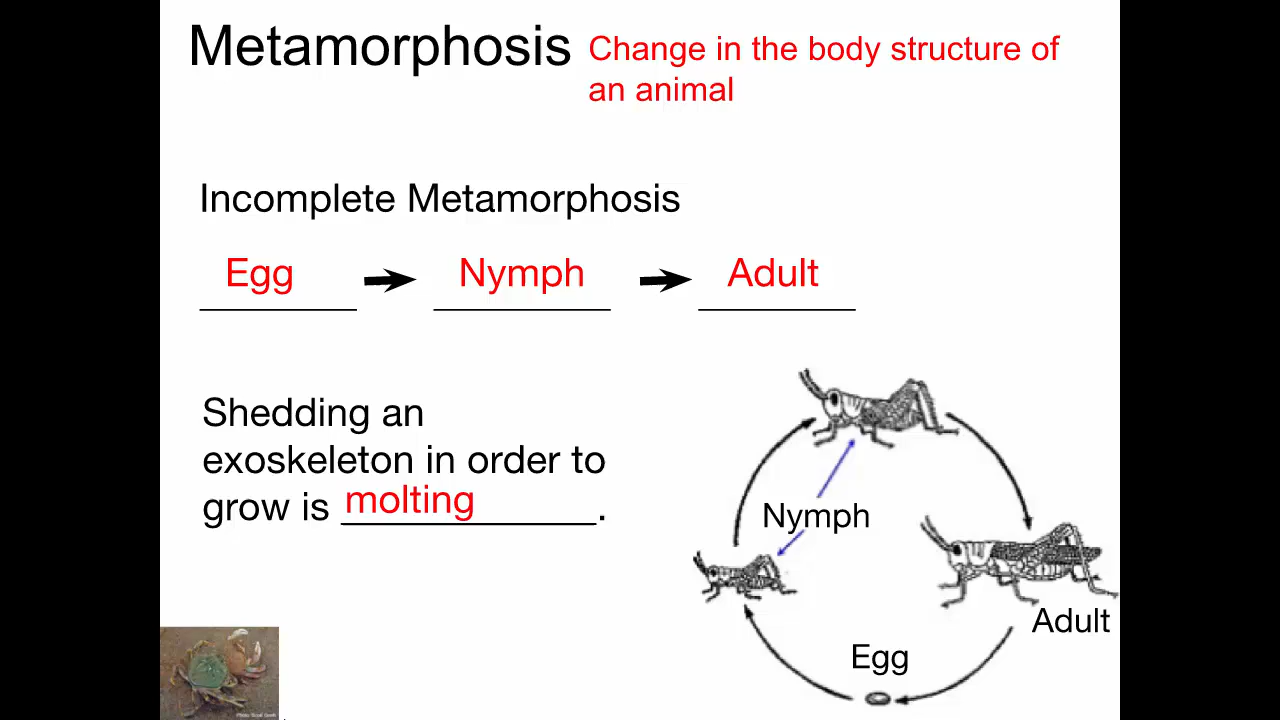 Metamorphosis
Change in the body structure of
an animal
Incomplete Metamorphosis
Egg Nymph Adult
Shedding an
exoskeleton in order to
grow is molting.
Nymph
Adult
Egg